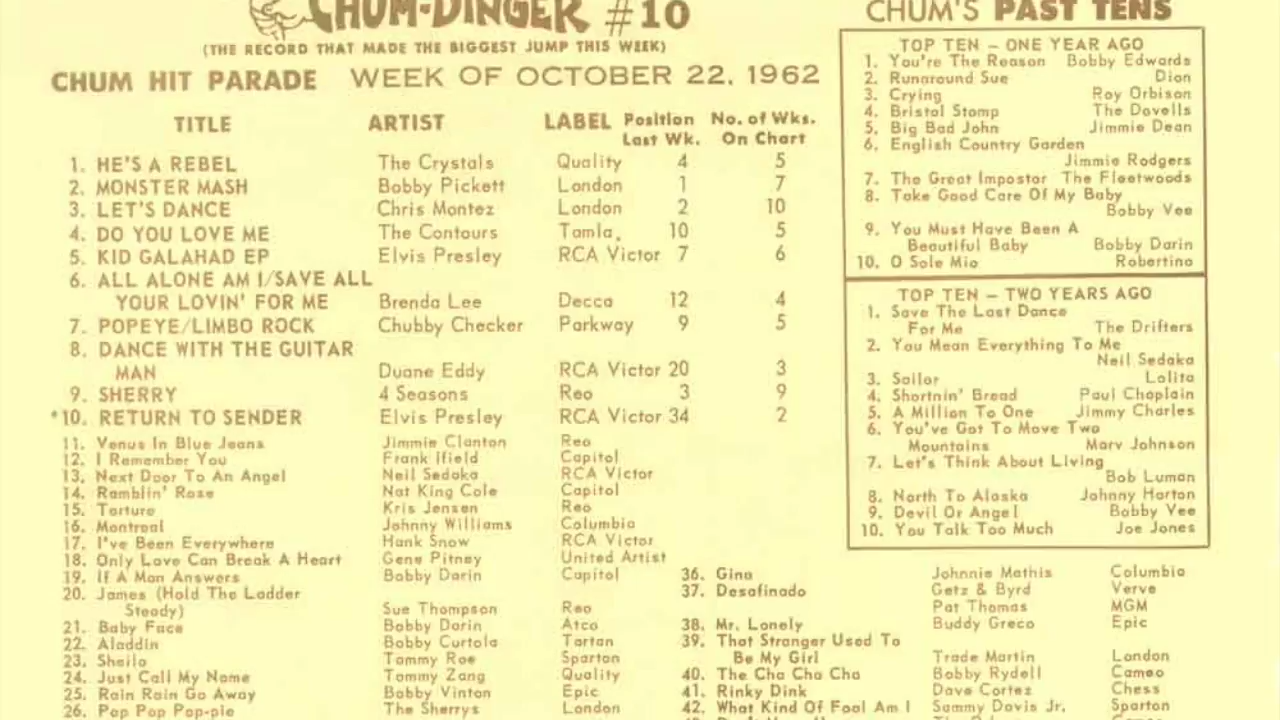 CHUM-DINGER #10
(THE RECORD THAT MADE THE BIGGEST JUMP THIS WEEK)
CHUM HIT PARADE WEEK OF OCTOBER 22, 1962
TITLE ARTIST LABEL Position No. of Wks.
Last Wk. On Chart
1. HE'S A REBEL The Crystals Quality 4 5
2. MONSTER MASH Bobby Pickett London 1 7
3. LET'S DANCE Chris Montez London 2 10
4. DO YOU LOVE ME The Contours Tamla, 10 5
5. KID GALAHAD EP Elvis Presley RCA Victor 7 6
6. ALL ALONE AM I/SAVE ALL
YOUR LOVIN' FOR ME Brenda Lee Decca 12 4
7. POPEYE/LIMBO ROCK Chubby Checker Parkway 9 5
8. DANCE WITH THE GUITAR
MAN Duane Eddy RCA Victor 20 3
9. SHERRY 4 Seasons Reo 3 9
*10. RETURN TO SENDER Elvis Presley RCA Victor 34 2
11. Venus In Blue Jeans Jimmie Clanton Reo
12. I Remember You Frank Ifield Capitol
13. Next Door To An Angel Neil Sedaka RCA Victor
14. Ramblin' Rose Nat King Cole Capitol
15. Torture Kris Jensen Reo
16. Montreal Johnny Williams Columbia
17. I've Been Everywhere Hank Snow RCA Victor
18. Only Love Can Break A Heart Gene Pitney United Artist
19. If A Man Answers Bobby Darin Capitol
20. James (Hold The Ladder
Steady) Sue Thompson Reo
21. Baby Face Bobby Darin Atco
22. Aladdin Bobby Curtola Tartan
23. Sheila Tommy Roe Sparton
24. Just Call My Name Tommy Zang Quality
25. Rain Rain Go Away Bobby Vinton Epic
26. Pop Pop Pop-pie The Sherrys London
CHUM'S PAST TENS
TOP TEN – ONE YEAR AGO
1. You're The Reason Bobby Edwards
2. Runaround Sue Dion
3. Crying Roy Orbison
4. Bristol Stomp The Dovells
5. Big Bad John Jimmie Dean
6. English Country Garden
Jimmie Rodgers
7. The Great Impostor The Fleetwoods
8. Take Good Care Of My Baby
Bobby Vee
9. You Must Have Been A
Beautiful Baby Bobby Darin
10. O Sole Mio Robertino
TOP TEN – TWO YEARS AGO
1. Save The Last Dance
For Me The Drifters
2. You Mean Everything To Me
Neil Sedaka
3. Sailor Lolita
4. Shortnin' Bread Paul Chaplain
5. A Million To One Jimmy Charles
6. You've Got To Move Two
Mountains Marv Johnson
7. Let's Think About Living
Bob Luman
8. North To Alaska Johnny Horton
9. Devil Or Angel Bobby Vee
10. You Talk Too Much Joe Jones
36. Gina Johnnie Mathis Columbia
37. Desafinado Getz & Byrd Verve
Pat Thomas MGM
38. Mr. Lonely Buddy Greco Epic
39. That Stranger Used To
Be My Girl Trade Martin London
40. The Cha Cha Cha Bobby Rydell Cameo
41. Rinky Dink Dave Cortez Chess
42. What Kind Of Fool Am I Sammy Davis Jr. Sparton